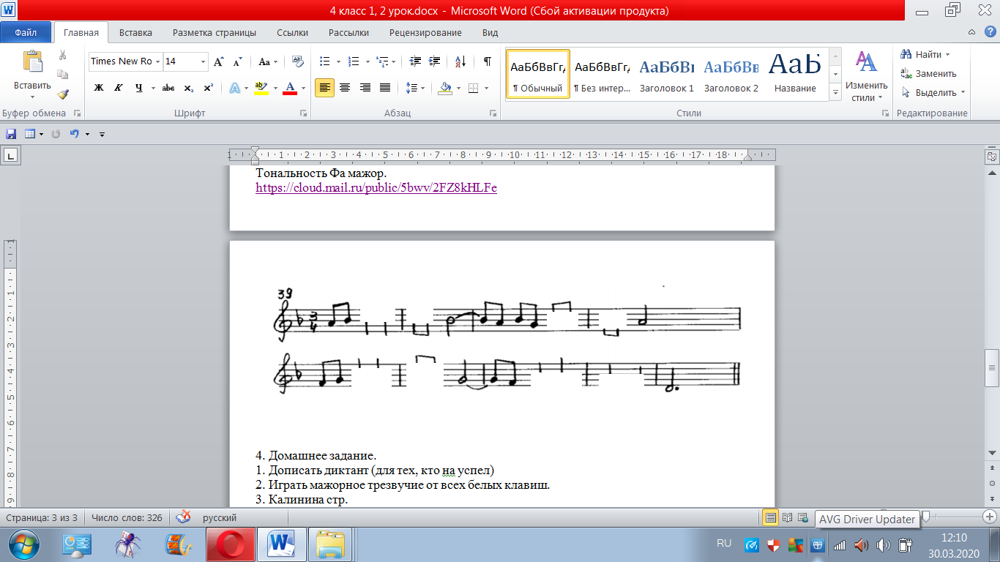 4 класс 1, 2 урок.docx - Microsoft Word (Сбой активации продукта)
Файл Главная Вставка Разметка страницы Ссылки Рассылки Рецензирование Вид
Times New Ro 14 Aa
Вставить Ж К Ч abc x₂ x² A ab A
АаБбВвГг, АаБбВвГг, АаБбВі АаБбВв АаБ
¶ Обычный ¶ Без интер... Заголовок 1 Заголовок 2 Название
Изменить стили
Найти
Заменить
Выделить
Буфер обмена Шрифт Абзац Стили Редактирование
1 1 2 3 4 5 6 7 8 9 10 11 12 13 14 15 16 17 18
Тональность Фа мажор.
https://cloud.mail.ru/public/5bwv/2FZ8kHLFe
39
3
4
4. Домашнее задание.
1. Дописать диктант (для тех, кто на успел)
2. Играть мажорное трезвучие от всех белых клавиш.
3. Калинина стр.
Страница: 3 из 3 Число слов: 326 русский
AVG Driver Updater
RU 12:10
30.03.2020